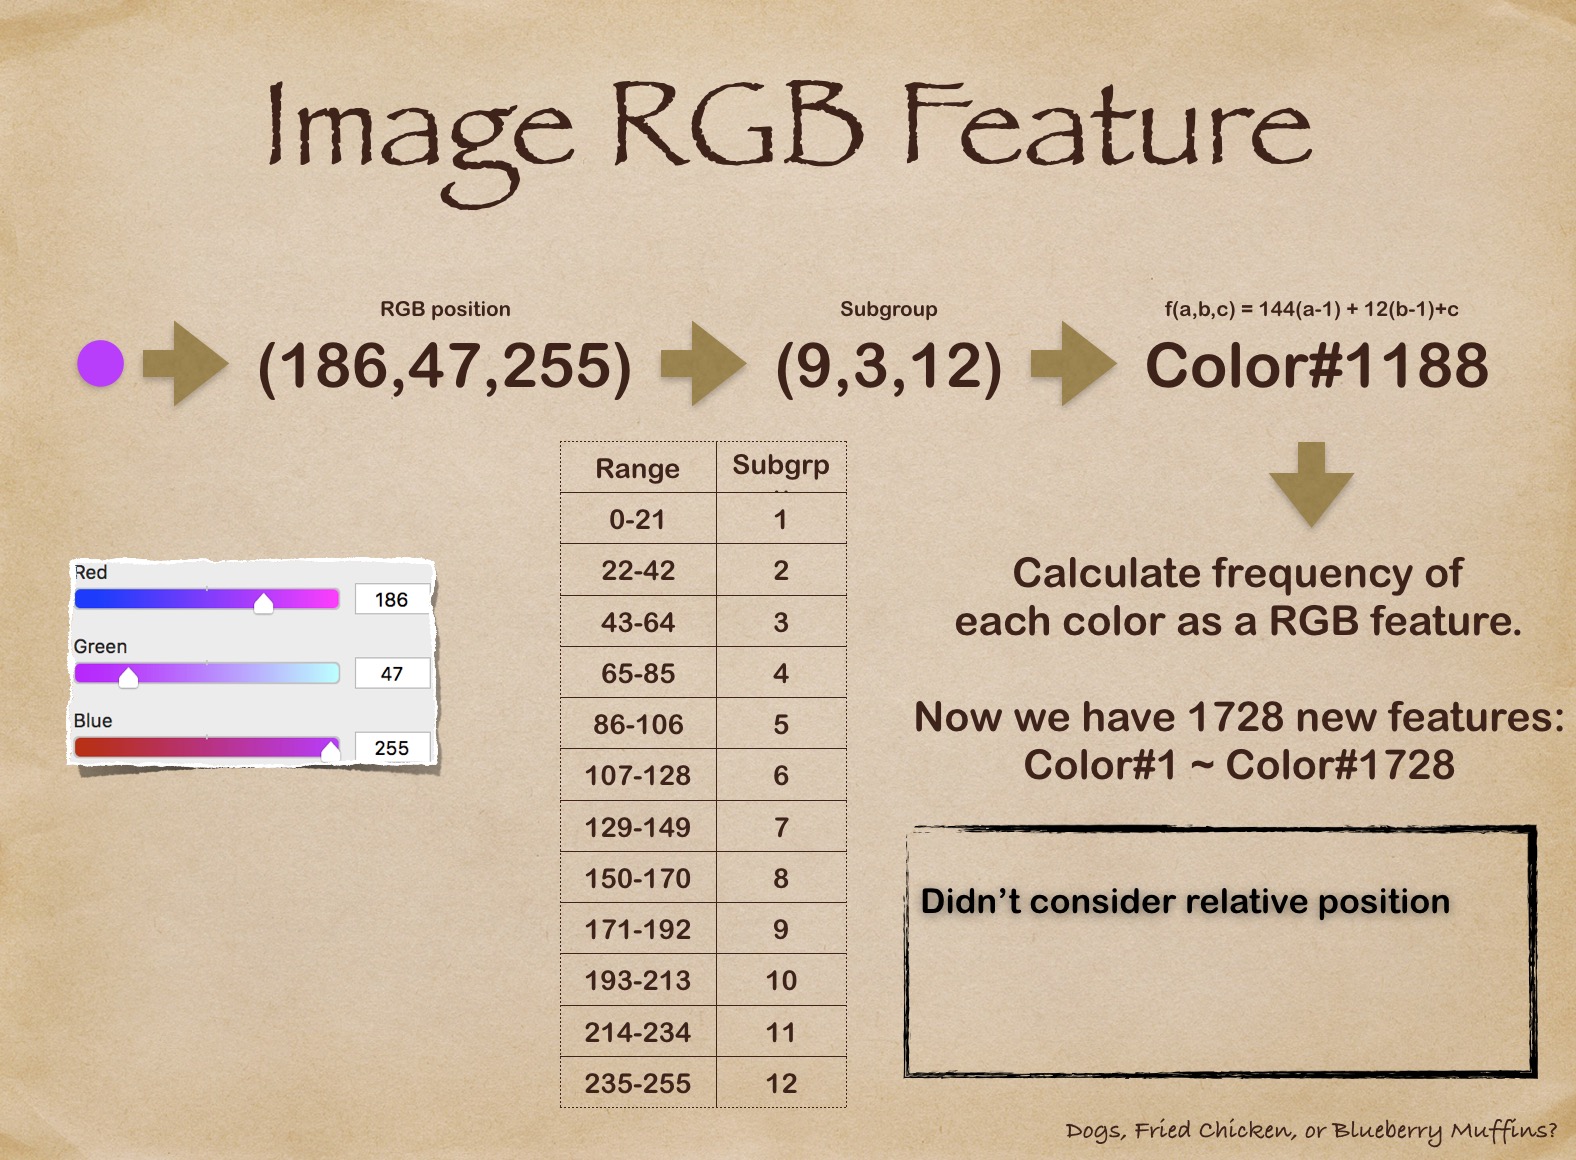 Image RGB Feature
RGB position
Subgroup
f(a,b,c) = 144(a-1) + 12(b-1)+c
(186,47,255)
(9,3,12)
Color#1188
Range Subgrp
0-21 1
22-42 2
43-64 3
65-85 4
86-106 5
107-128 6
129-149 7
150-170 8
171-192 9
193-213 10
214-234 11
235-255 12
Red
186
Green
47
Blue
255
Calculate frequency of
each color as a RGB feature.
Now we have 1728 new features:
Color#1 ~ Color#1728
Didn’t consider relative position
Dogs, Fried Chicken, or Blueberry Muffins?